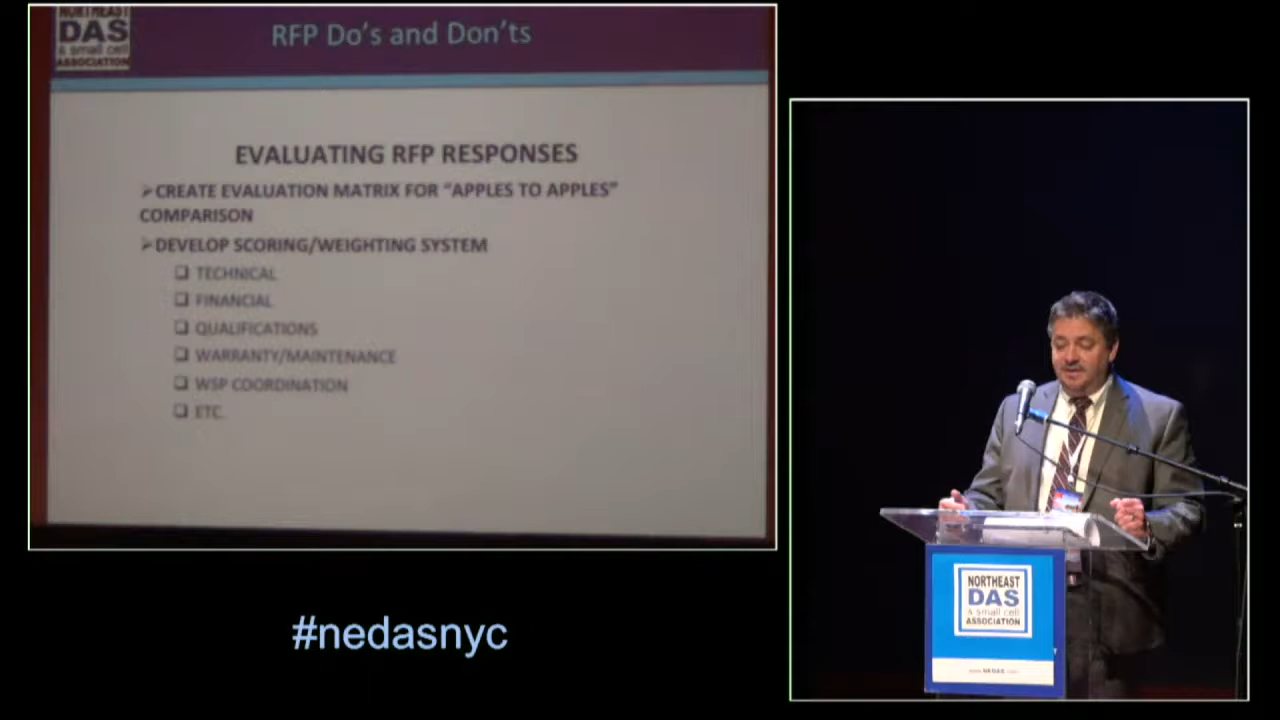 NORTHEAST
DAS
& small cell
ASSOCIATION
RFP Do's and Don'ts
EVALUATING RFP RESPONSES
➢CREATE EVALUATION MATRIX FOR “APPLES TO APPLES”
COMPARISON
➢DEVELOP SCORING/WEIGHTING SYSTEM
❑ TECHNICAL
❑ FINANCIAL
❑ QUALIFICATIONS
❑ WARRANTY/MAINTENANCE
❑ WSP COORDINATION
❑ ETC.
#nedasnyc
NORTHEAST
DAS
& small cell
ASSOCIATION